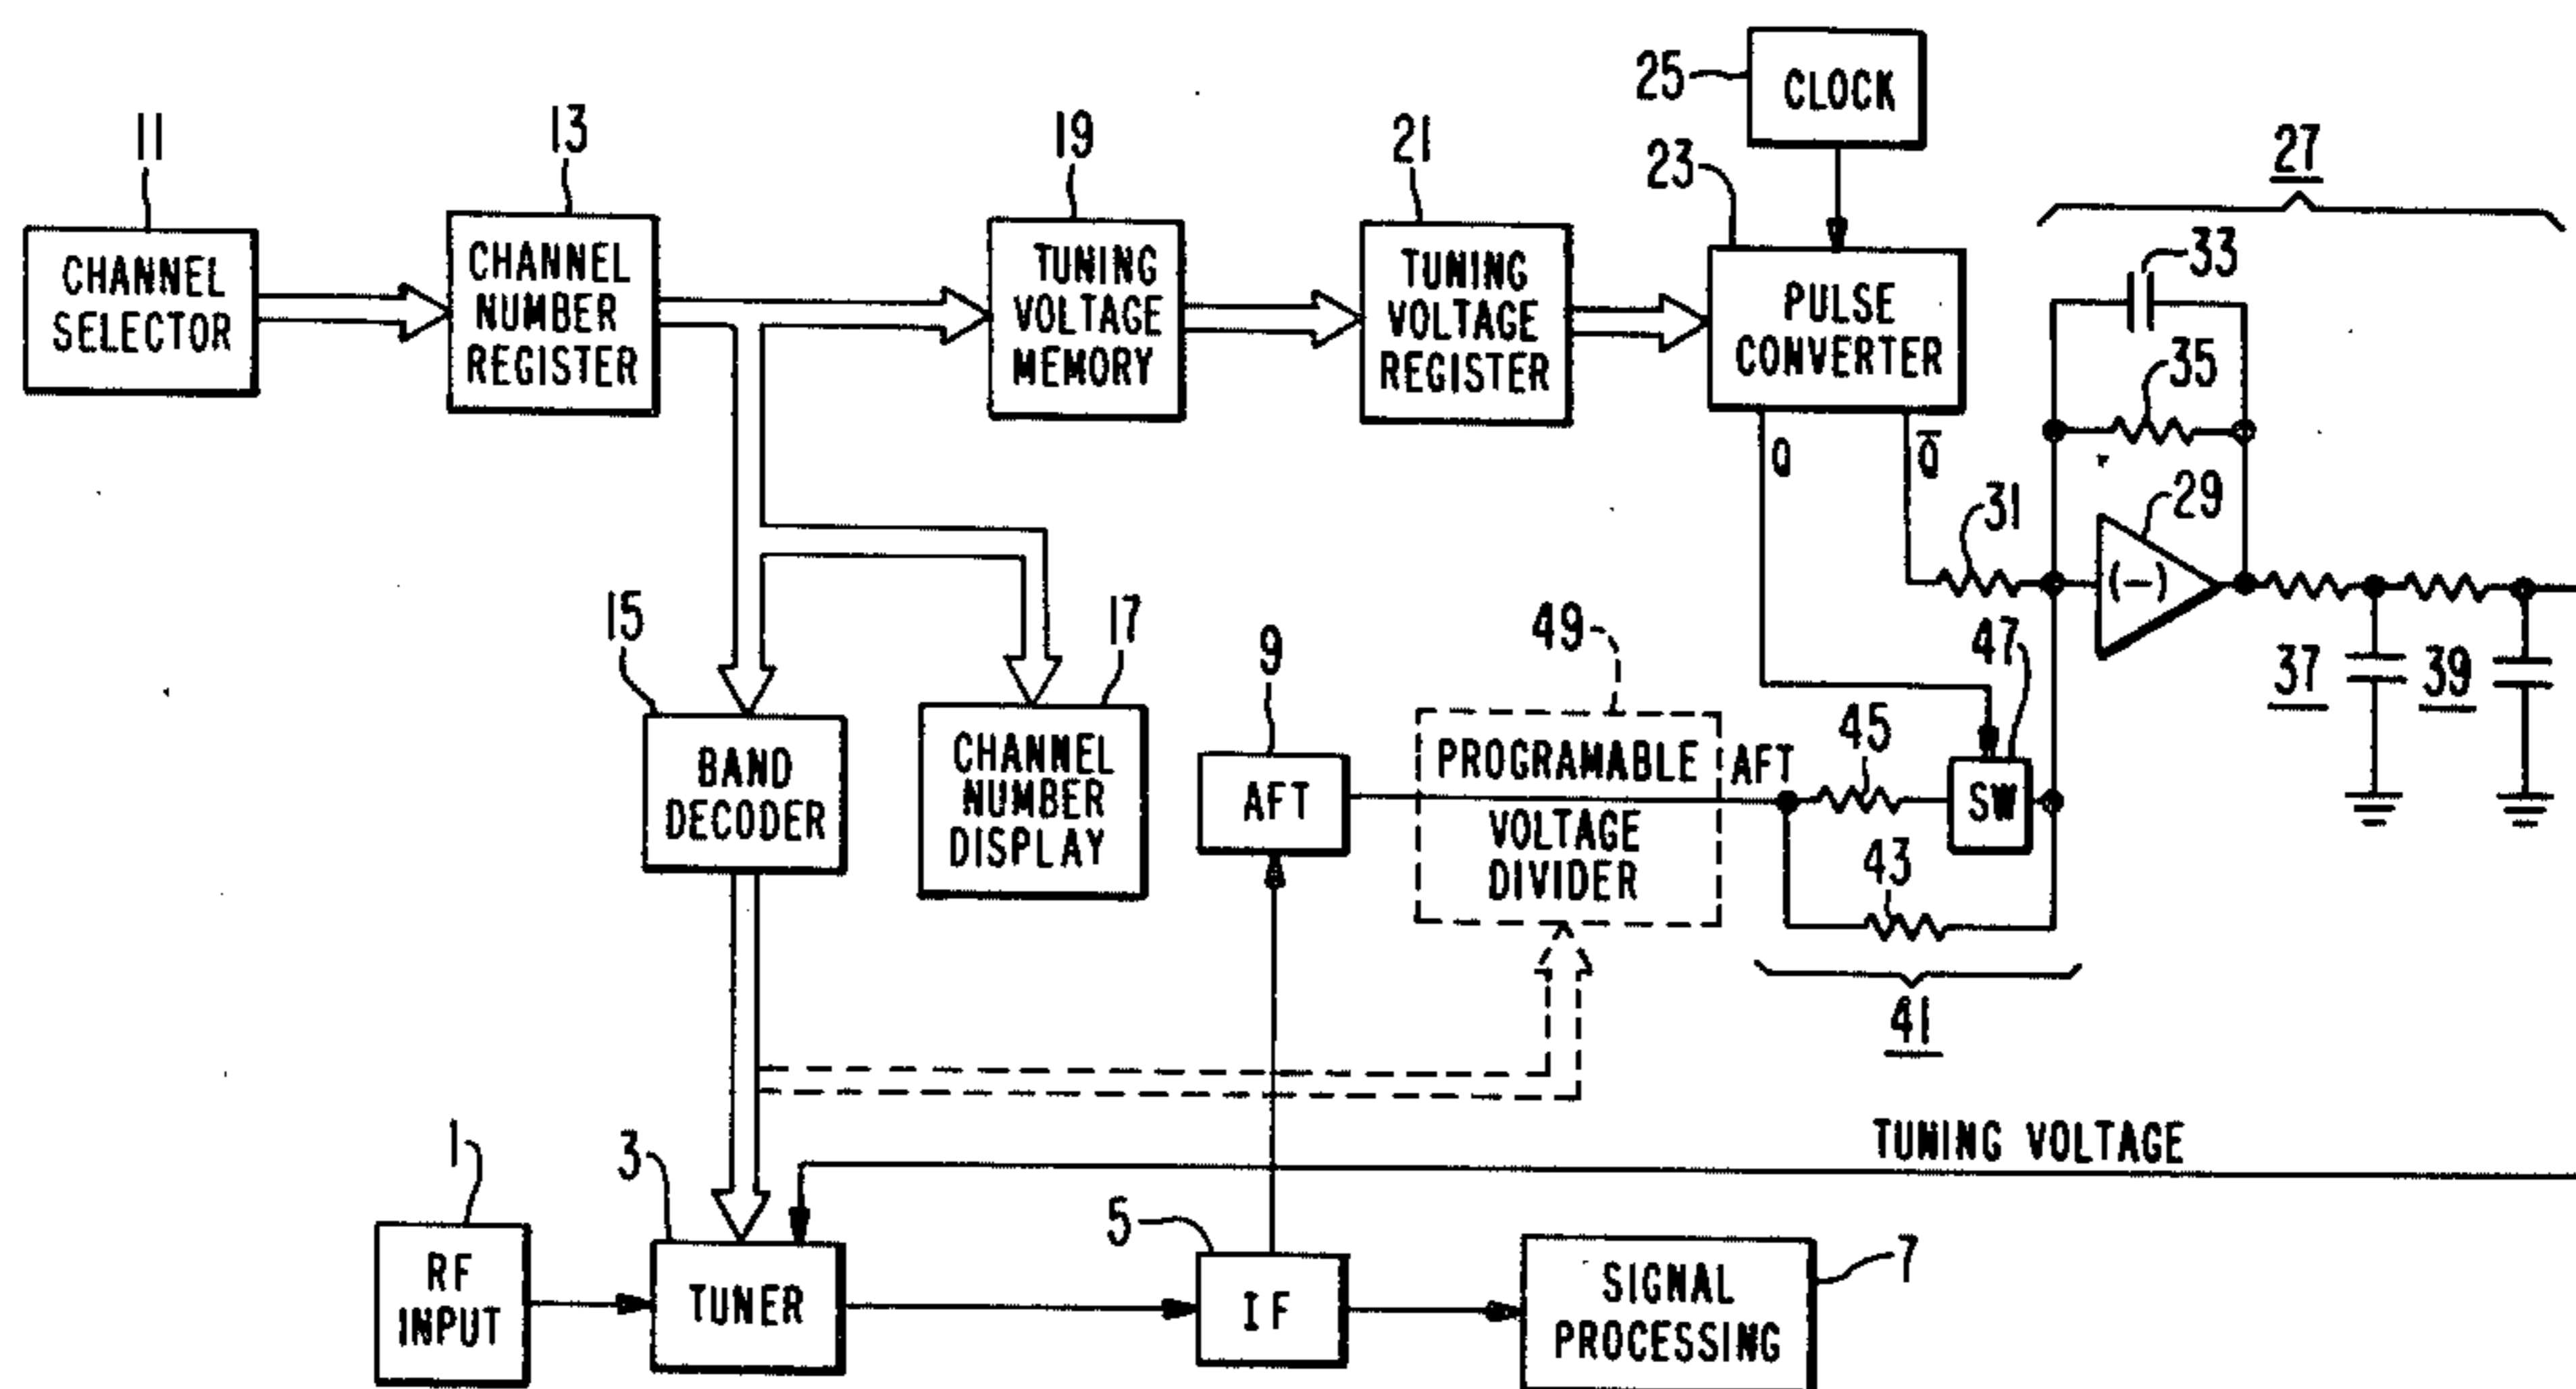 25
CLOCK
11
13
19
21
23
27
CHANNEL
SELECTOR
CHANNEL
NUMBER
REGISTER
TUNING
VOLTAGE
MEMORY
TUNING
VOLTAGE
REGISTER
PULSE
CONVERTER
33
35
Q
Q̅
31
29
(−)
15
17
9
49
47
37
39
BAND
DECODER
CHANNEL
NUMBER
DISPLAY
AFT
PROGRAMABLE
VOLTAGE
DIVIDER
AFT
45
SW
43
41
TUNING VOLTAGE
1
3
5
7
RF
INPUT
TUNER
IF
SIGNAL
PROCESSING